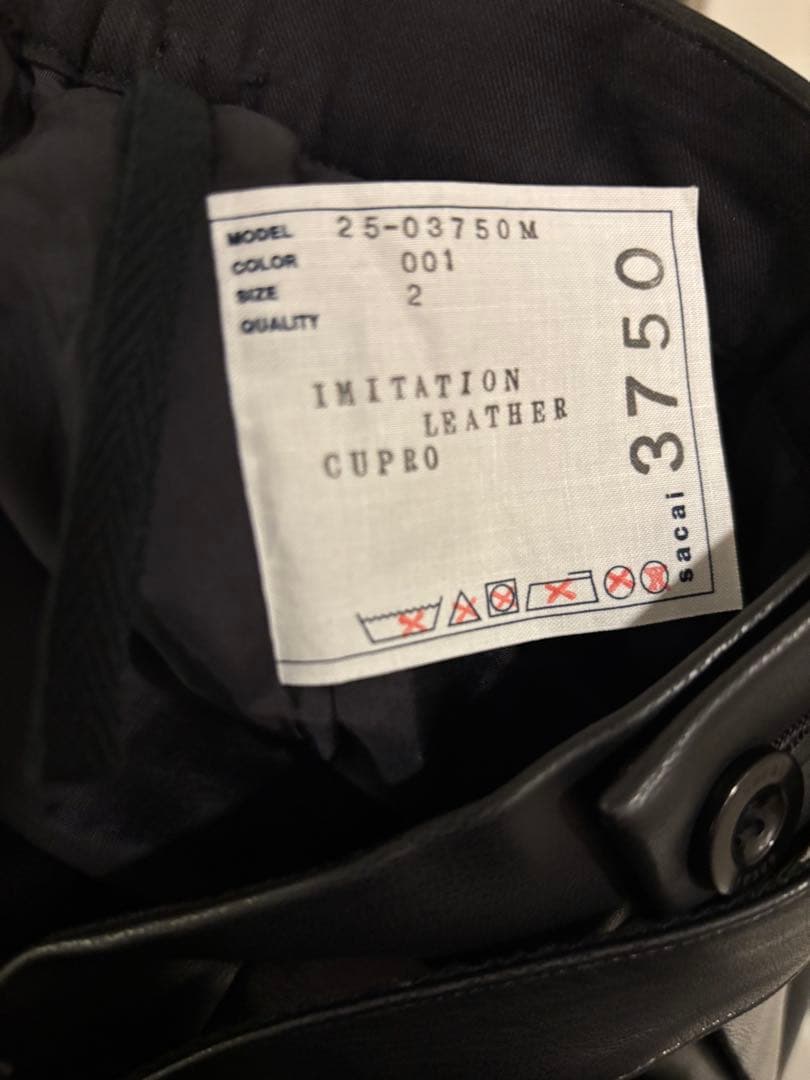 MODEL 25-03750M
COLOR 001
SIZE 2
QUALITY
IMITATION
LEATHER
CUPRO
sacai 3750